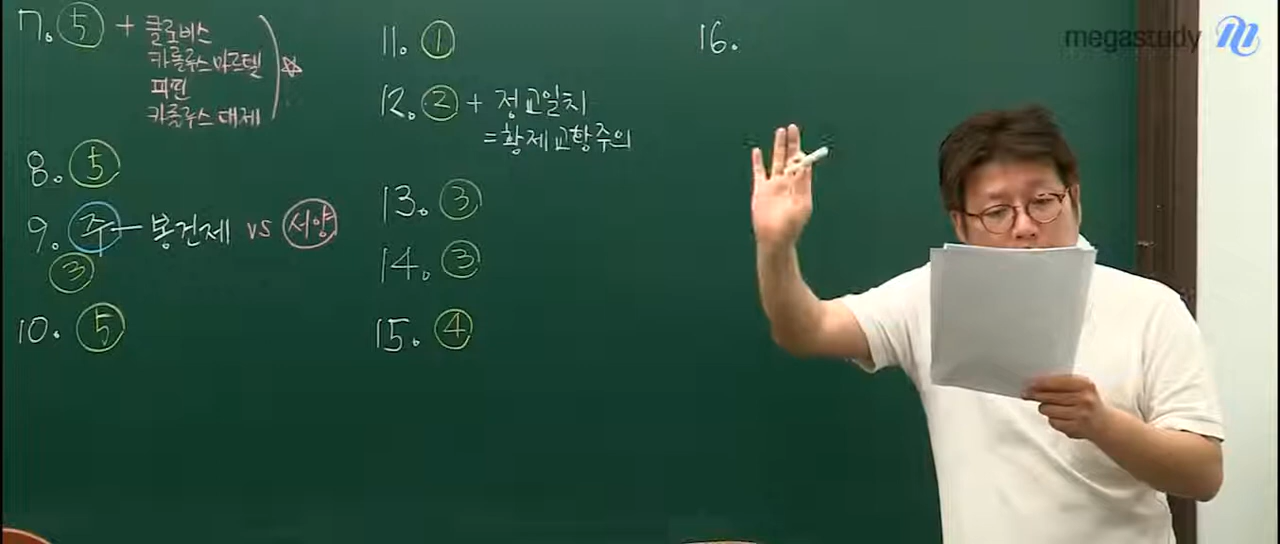 7. ⑤ + 클로비스
카롤루스 마르텔
피핀
카롤루스 대제
8. ⑤
9. 주 - 봉건제 vs 서양
③
10. ⑤
11. ①
12. ② + 정교일치
= 황제교황주의
13. ③
14. ③
15. ④
16.
megastudy